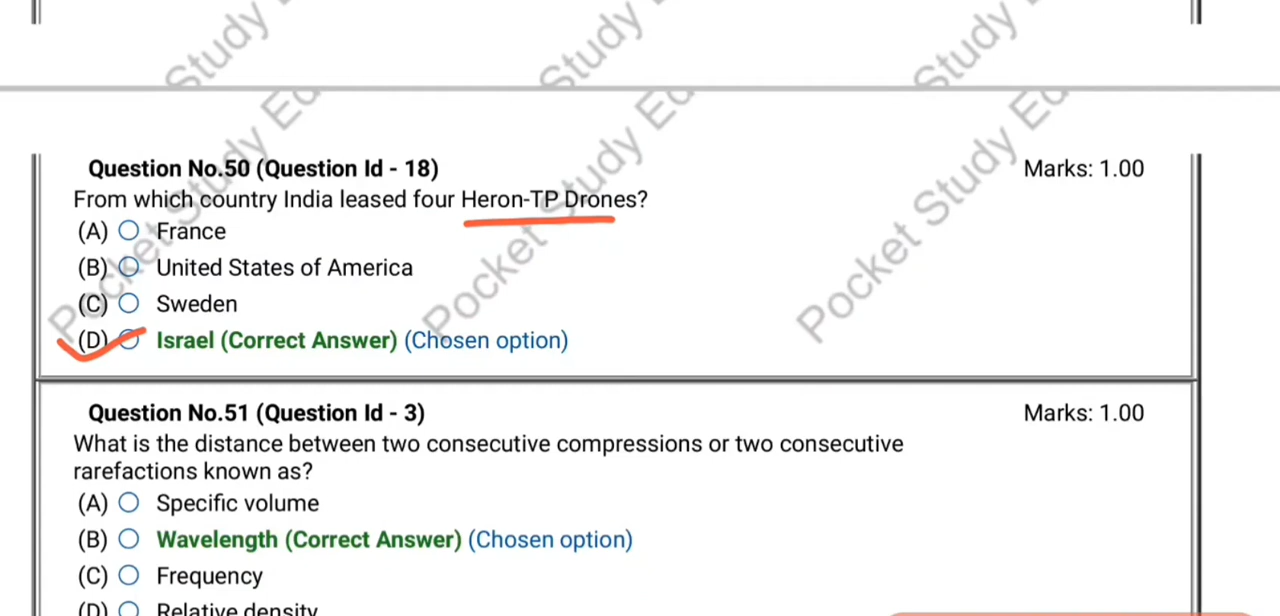 Study
Study
Study
Pocket Study Ed
Pocket Study Ed
Pocket Study Ed
Question No.50 (Question Id - 18)
Marks: 1.00
From which country India leased four Heron-TP Drones?
(A) France
(B) United States of America
(C) Sweden
(D) Israel (Correct Answer) (Chosen option)
Question No.51 (Question Id - 3)
Marks: 1.00
What is the distance between two consecutive compressions or two consecutive
rarefactions known as?
(A) Specific volume
(B) Wavelength (Correct Answer) (Chosen option)
(C) Frequency
(D) Relative density